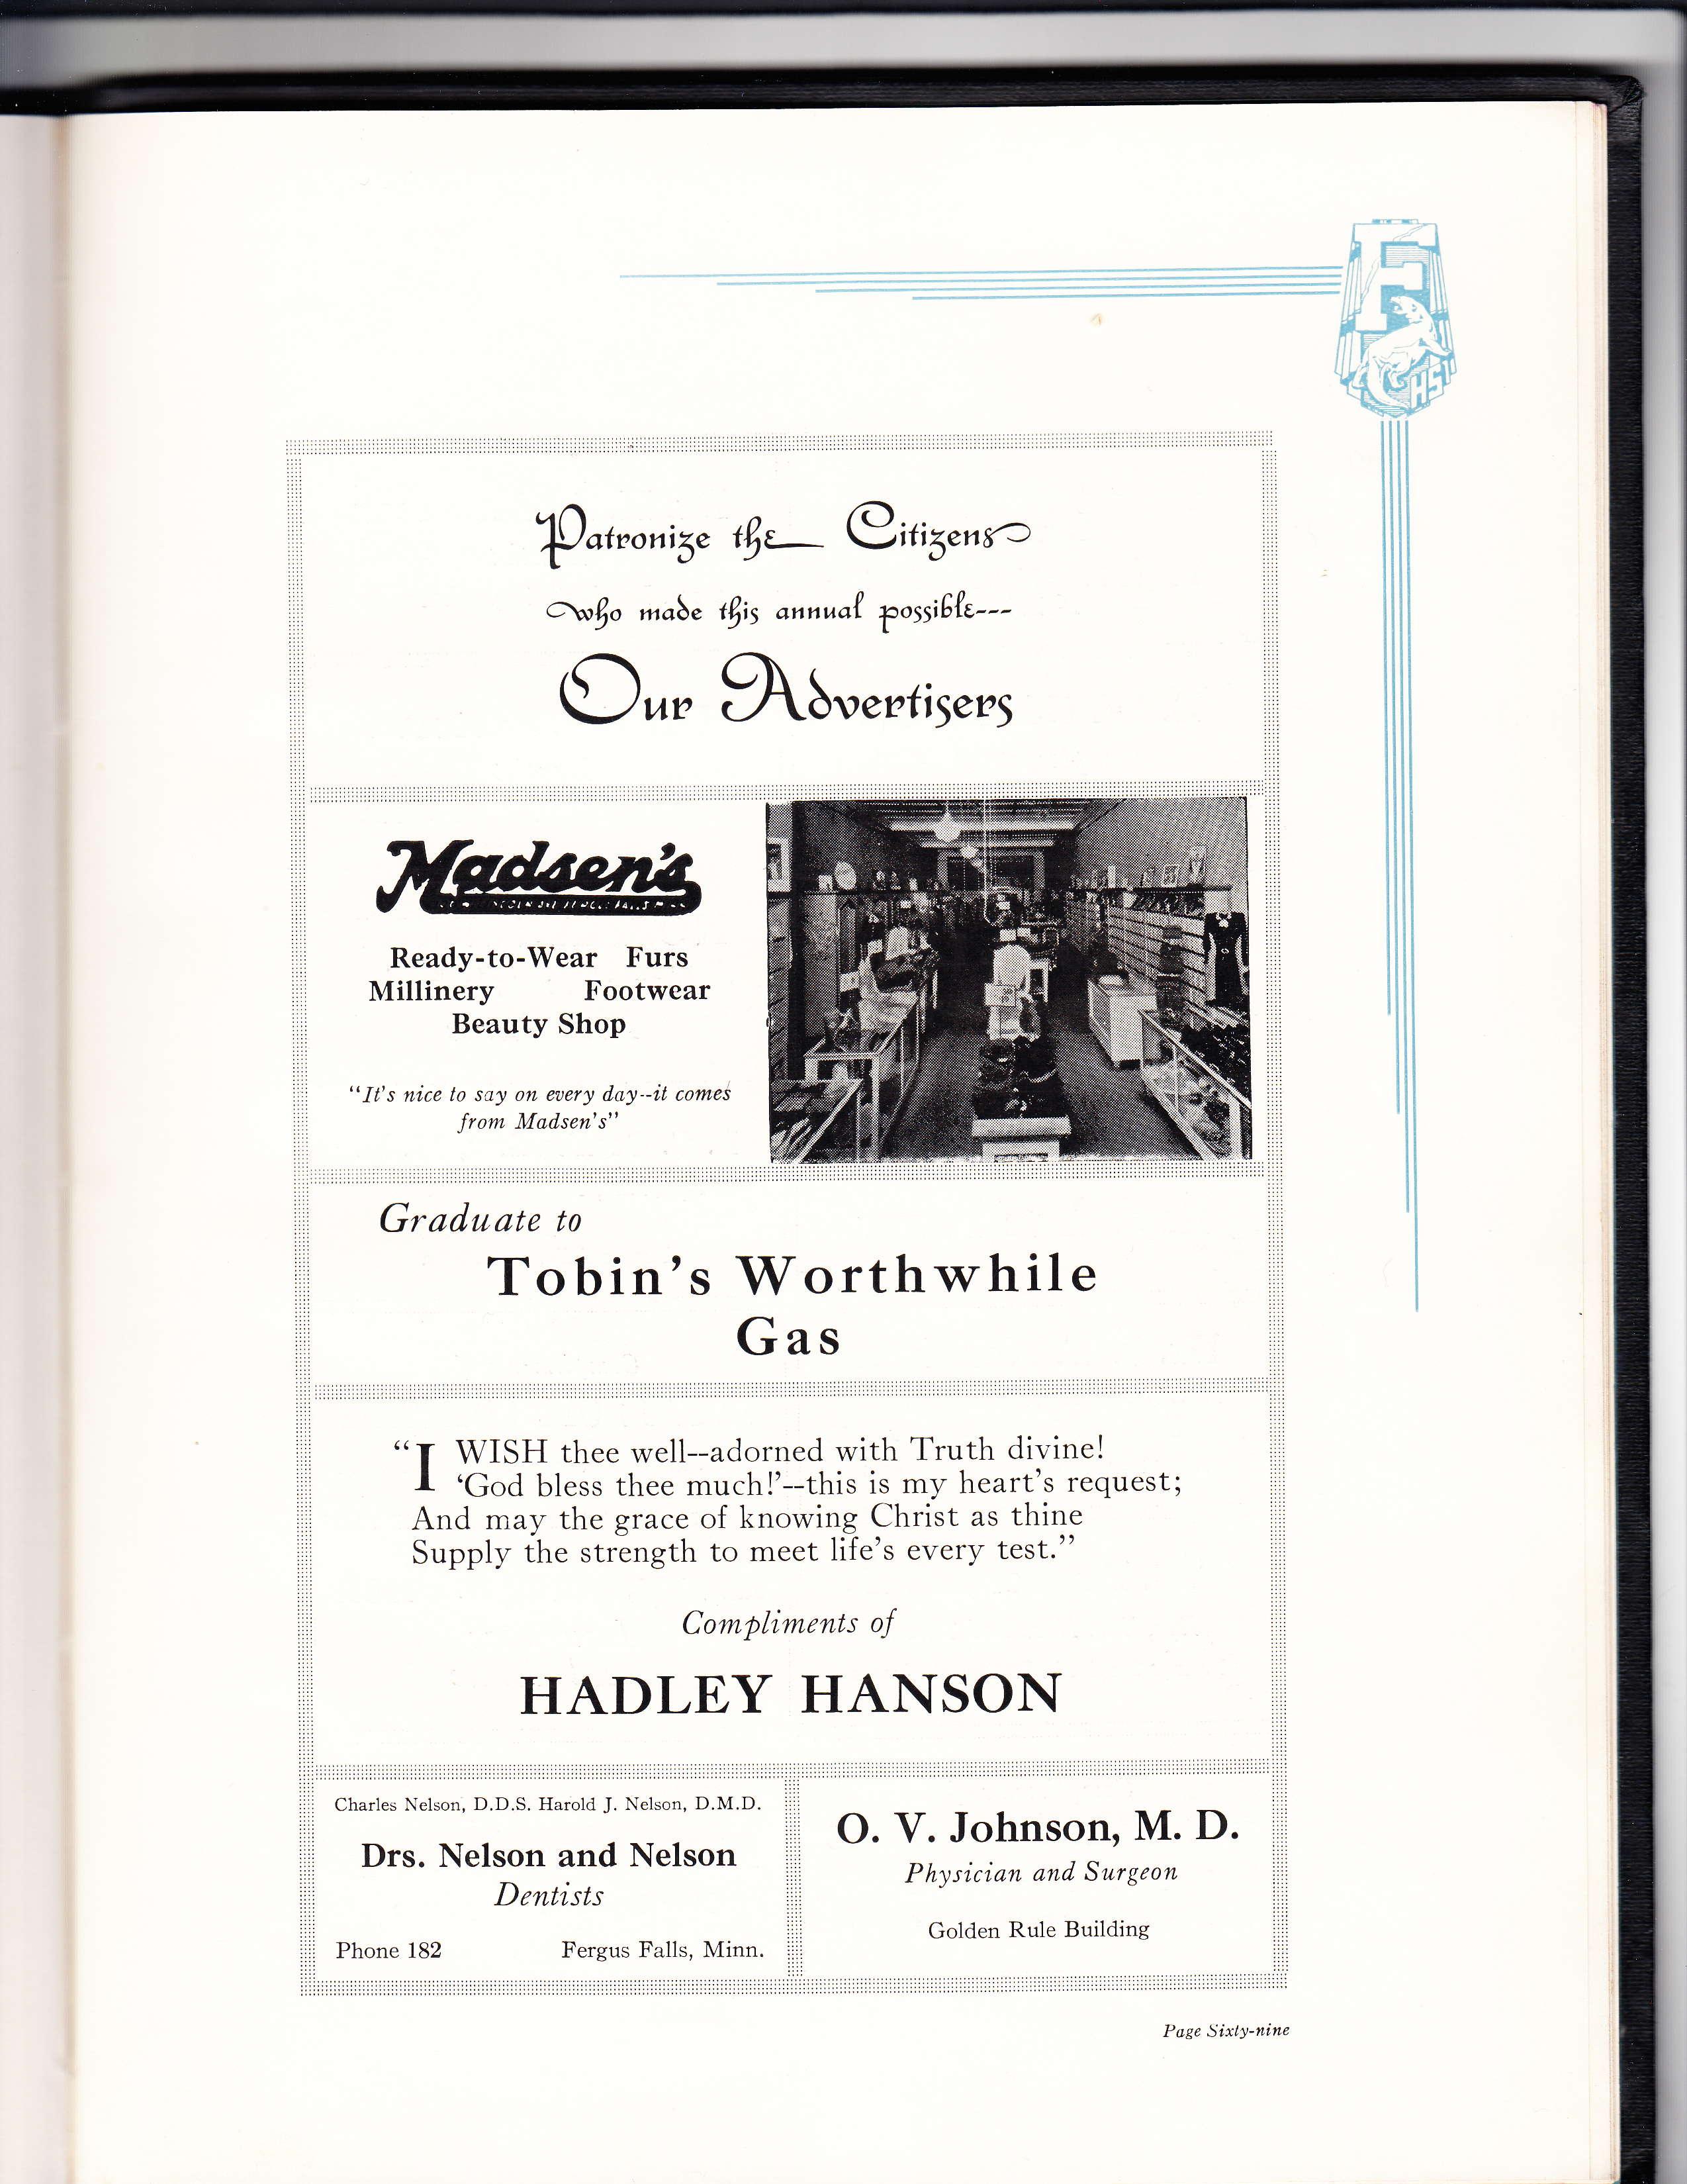 F
HS
Patronize the Citizens
who made this annual possible---
Our Advertisers
Madsen's
Ready-to-Wear Furs
Millinery Footwear
Beauty Shop
"It's nice to say on every day--it comes
from Madsen's"
Graduate to
Tobin's Worthwhile
Gas
"I WISH thee well--adorned with Truth divine!
'God bless thee much!'--this is my heart's request;
And may the grace of knowing Christ as thine
Supply the strength to meet life's every test."
Compliments of
HADLEY HANSON
Charles Nelson, D.D.S. Harold J. Nelson, D.M.D.
Drs. Nelson and Nelson
Dentists
Phone 182 Fergus Falls, Minn.
O. V. Johnson, M. D.
Physician and Surgeon
Golden Rule Building
Page Sixty-nine